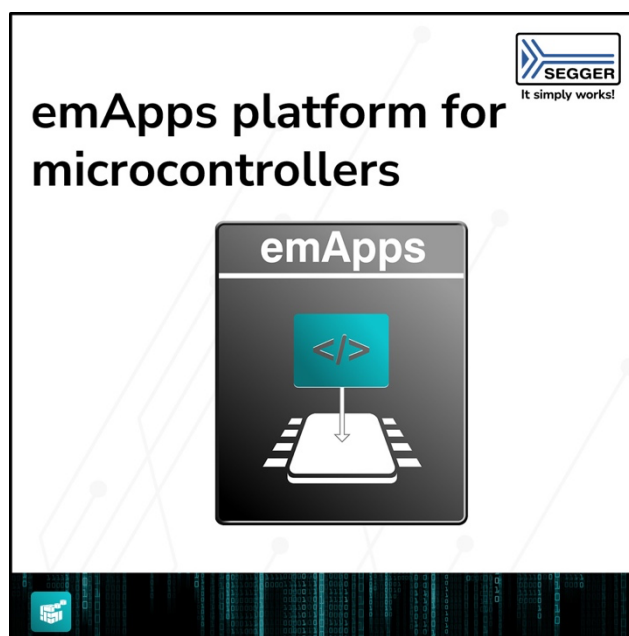 SEGGER
It simply works!
emApps platform for
microcontrollers
emApps
</>